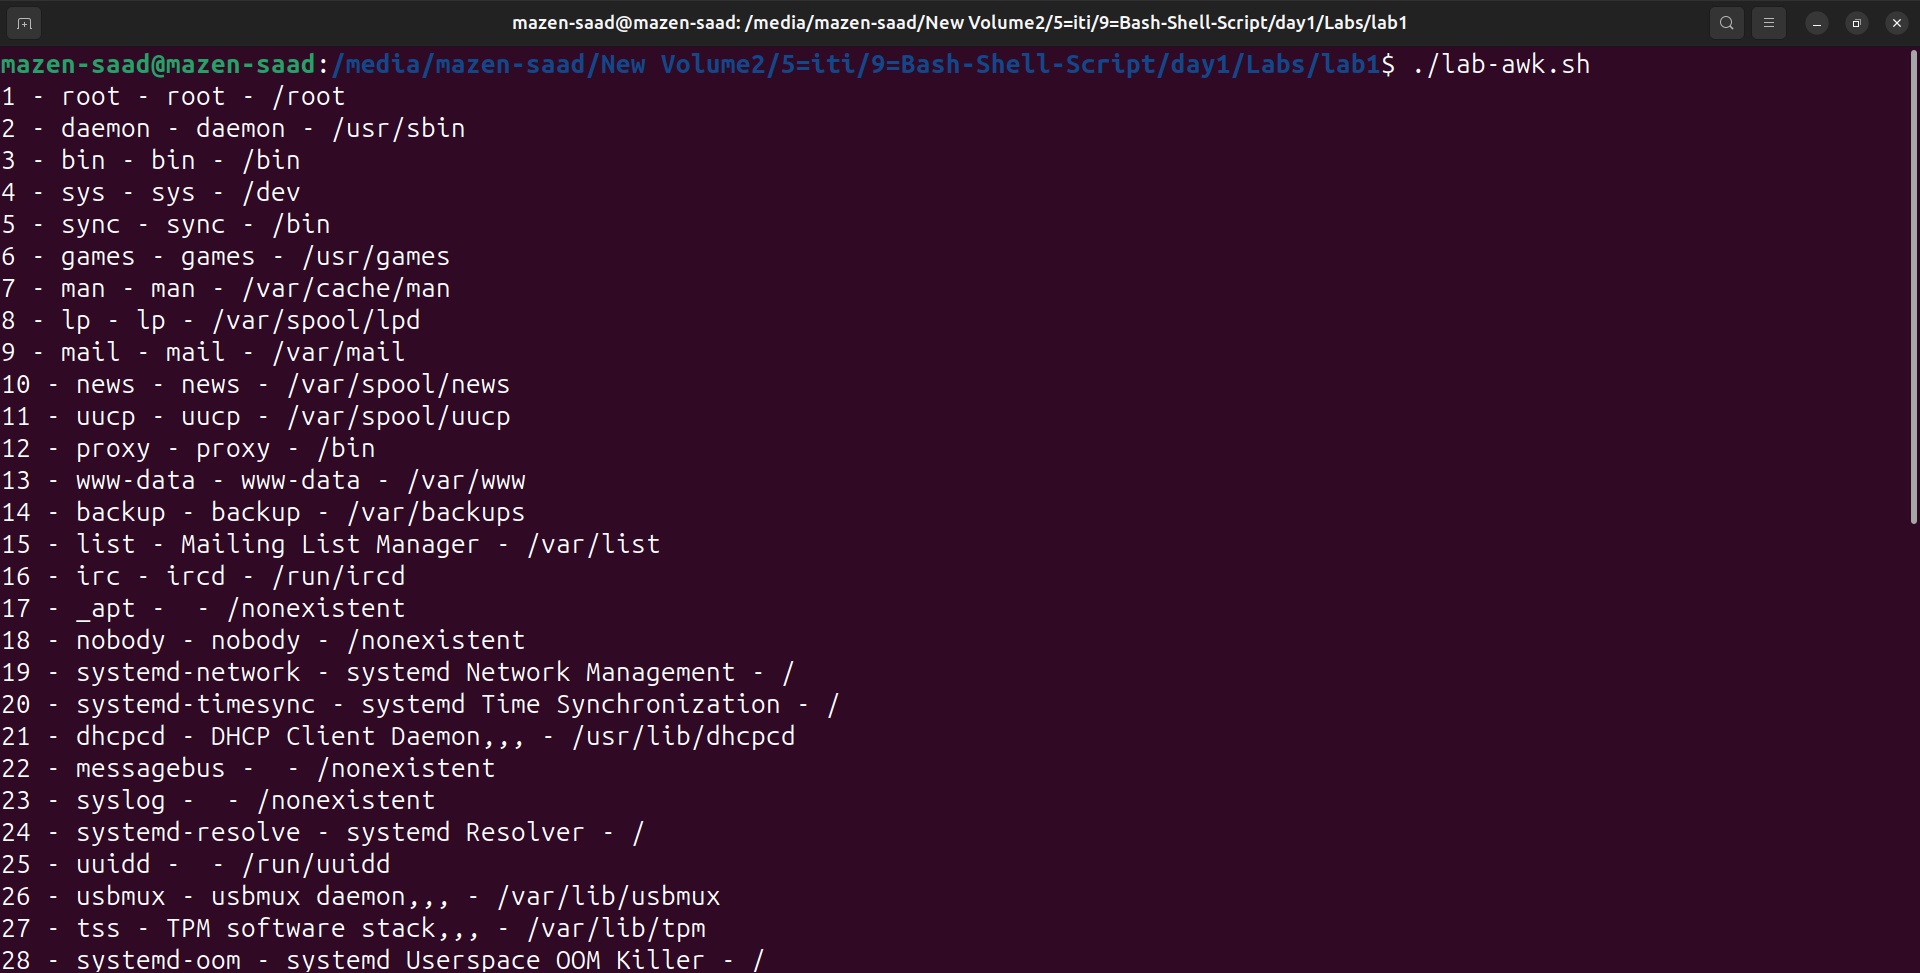 mazen-saad@mazen-saad: /media/mazen-saad/New Volume2/5=iti/9=Bash-Shell-Script/day1/Labs/lab1
mazen-saad@mazen-saad:/media/mazen-saad/New Volume2/5=iti/9=Bash-Shell-Script/day1/Labs/lab1$ ./lab-awk.sh
1 - root - root - /root
2 - daemon - daemon - /usr/sbin
3 - bin - bin - /bin
4 - sys - sys - /dev
5 - sync - sync - /bin
6 - games - games - /usr/games
7 - man - man - /var/cache/man
8 - lp - lp - /var/spool/lpd
9 - mail - mail - /var/mail
10 - news - news - /var/spool/news
11 - uucp - uucp - /var/spool/uucp
12 - proxy - proxy - /bin
13 - www-data - www-data - /var/www
14 - backup - backup - /var/backups
15 - list - Mailing List Manager - /var/list
16 - irc - ircd - /run/ircd
17 - _apt -  - /nonexistent
18 - nobody - nobody - /nonexistent
19 - systemd-network - systemd Network Management - /
20 - systemd-timesync - systemd Time Synchronization - /
21 - dhcpcd - DHCP Client Daemon,,, - /usr/lib/dhcpcd
22 - messagebus -  - /nonexistent
23 - syslog -  - /nonexistent
24 - systemd-resolve - systemd Resolver - /
25 - uuidd -  - /run/uuidd
26 - usbmux - usbmux daemon,,, - /var/lib/usbmux
27 - tss - TPM software stack,,, - /var/lib/tpm
28 - systemd-oom - systemd Userspace OOM Killer - /